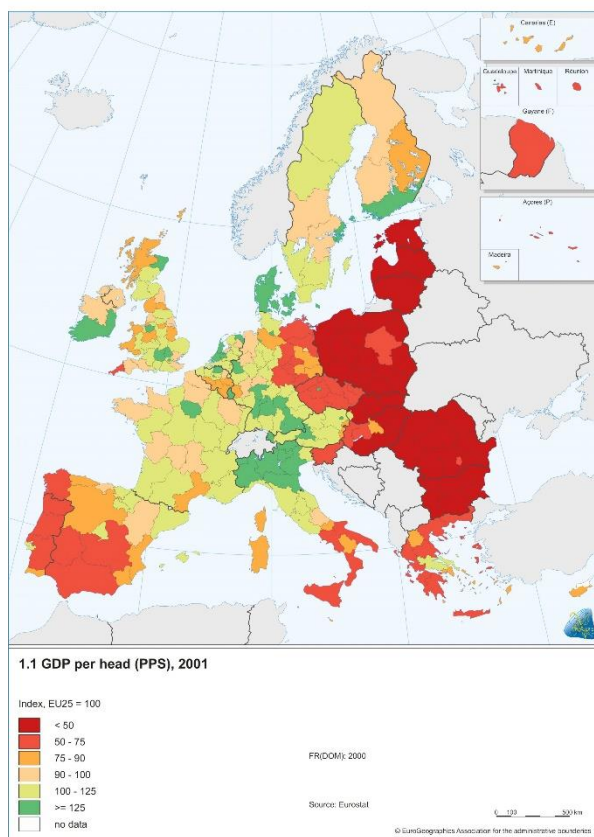 Canarias (E)
Guadeloupe Martinique Réunion
Guyane (F)
Açores (P)
Madeira
1.1 GDP per head (PPS), 2001
Index, EU25 = 100
< 50
50 - 75
75 - 90
90 - 100
100 - 125
>= 125
no data
FR(DOM): 2000
Source: Eurostat
0 100 500 km
© EuroGeographics Association for the administrative boundaries